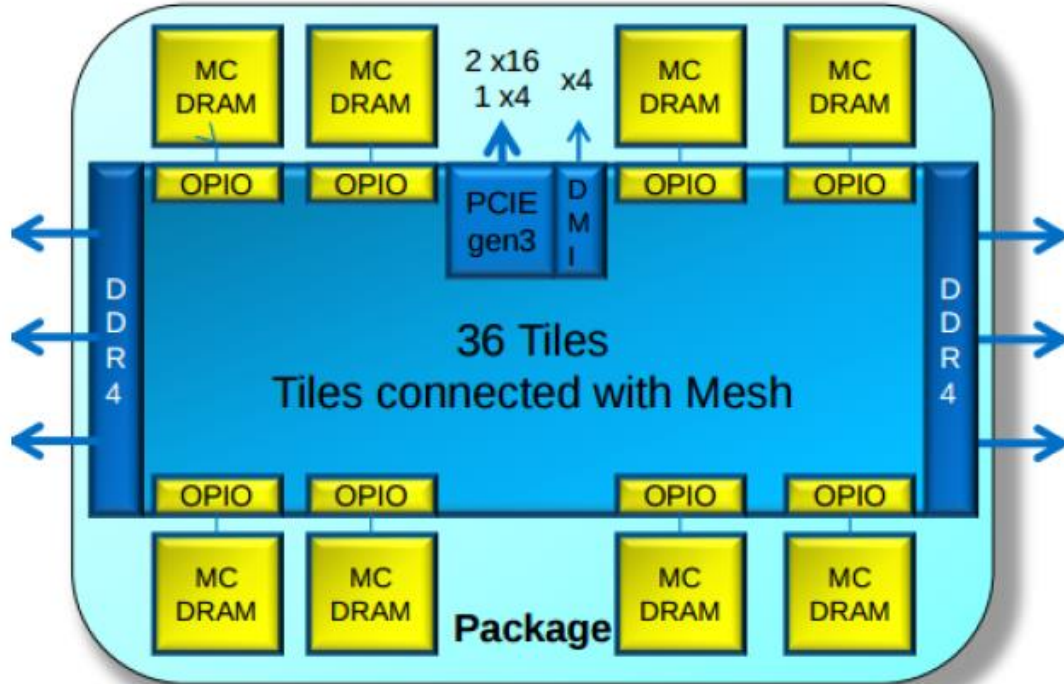 MC
DRAM
MC
DRAM
2 x16
1 x4
x4
MC
DRAM
MC
DRAM
OPIO
OPIO
PCIE
gen3
D
M
I
OPIO
OPIO
D
D
R
4
36 Tiles
Tiles connected with Mesh
D
D
R
4
OPIO
OPIO
OPIO
OPIO
MC
DRAM
MC
DRAM
Package
MC
DRAM
MC
DRAM